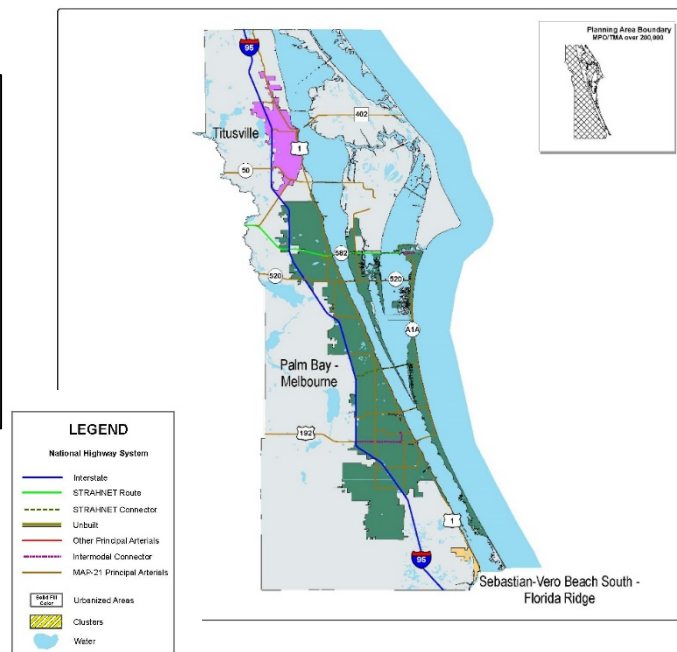 Planning Area Boundary
MPO/TMA over 200,000
95
402
Titusville
1
50
582
520
520
A1A
Palm Bay -
Melbourne
192
1
95
Sebastian-Vero Beach South -
Florida Ridge
LEGEND
National Highway System
Interstate
STRAHNET Route
STRAHNET Connector
Unbuilt
Other Principal Arterials
Intermodal Connector
MAP-21 Principal Arterials
Solid Fill
Color
Urbanized Areas
Clusters
Water